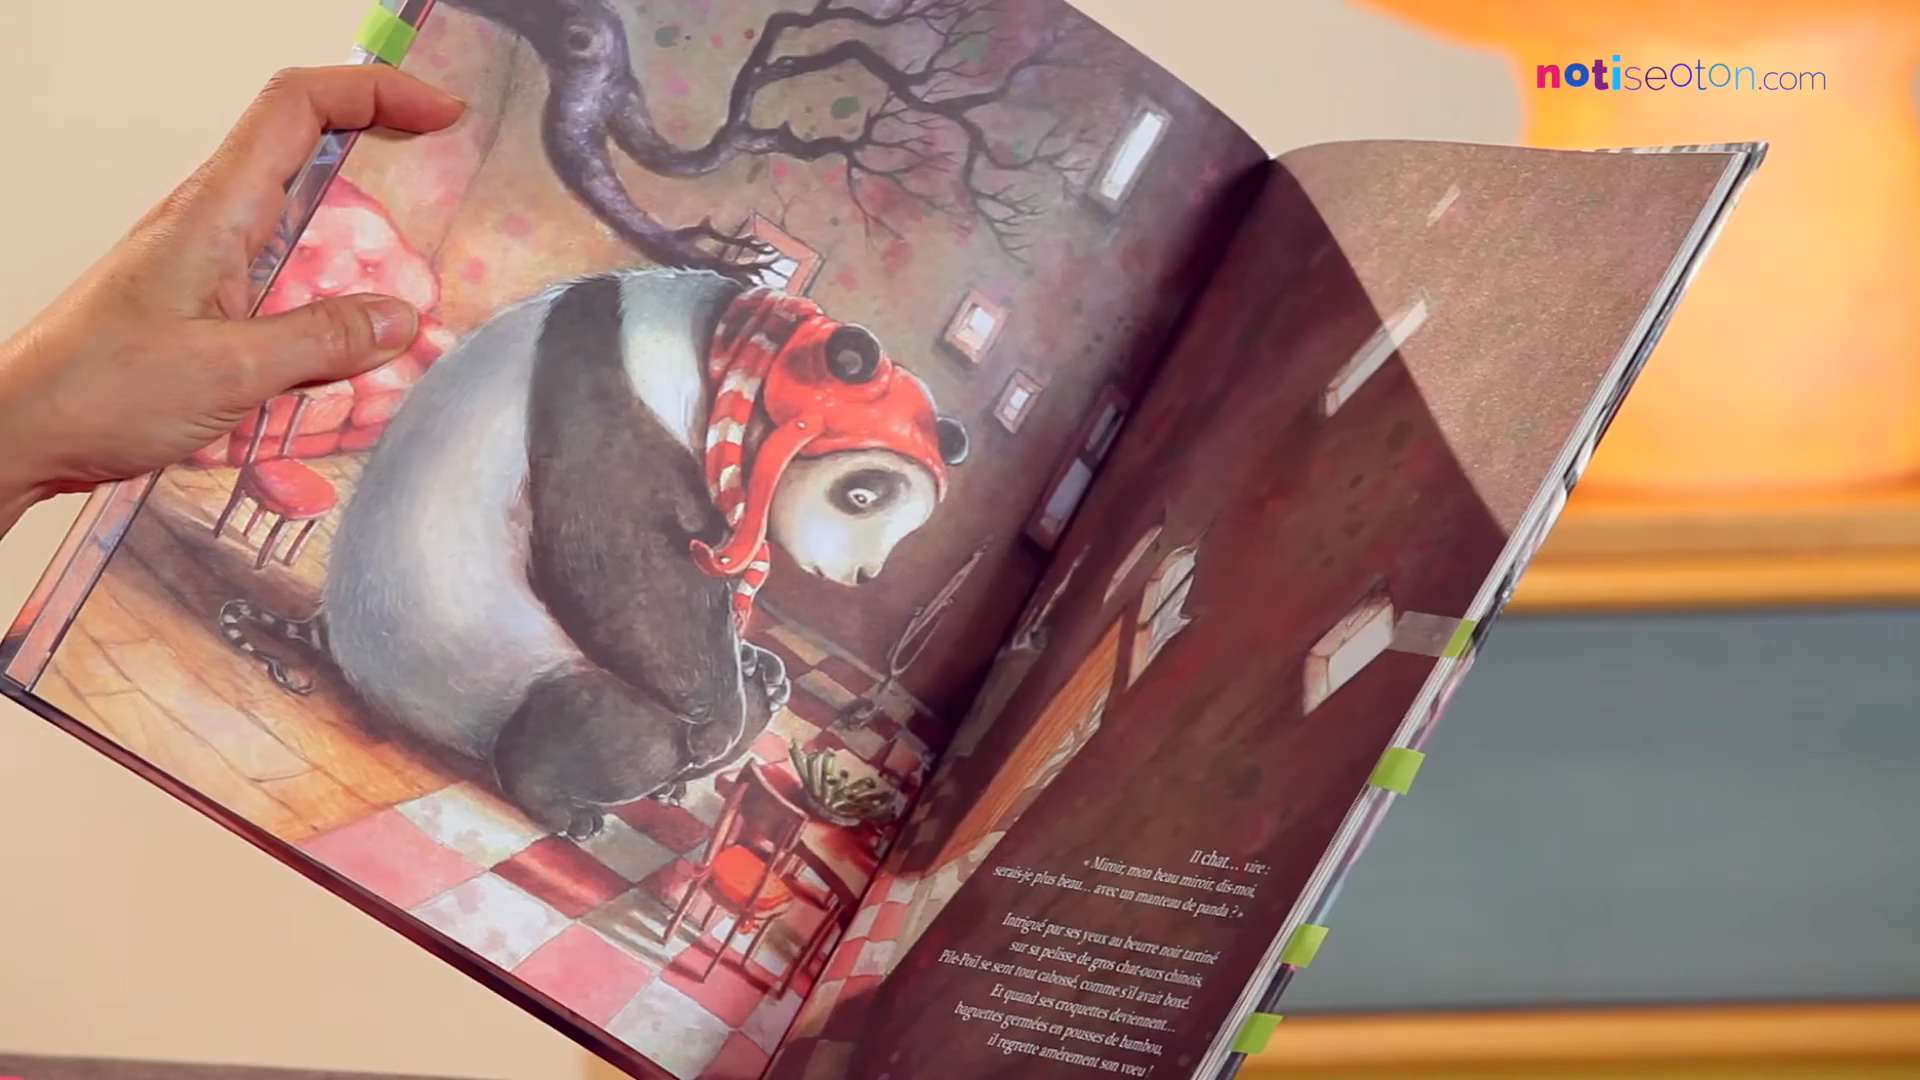 notiseoton.com
Il chat... vire :
« Miroir, mon beau miroir, dis-moi,
serais-je plus beau... avec un manteau de panda ? »
Intrigué par ses yeux au beurre noir tartiné
sur sa pelisse de gros chat-ours chinois,
Pile-Poil se sent tout cabossé, comme s'il avait boxé.
Et quand ses croquettes deviennent...
baguettes germées en pousses de bambou,
il regrette amèrement son voeu !